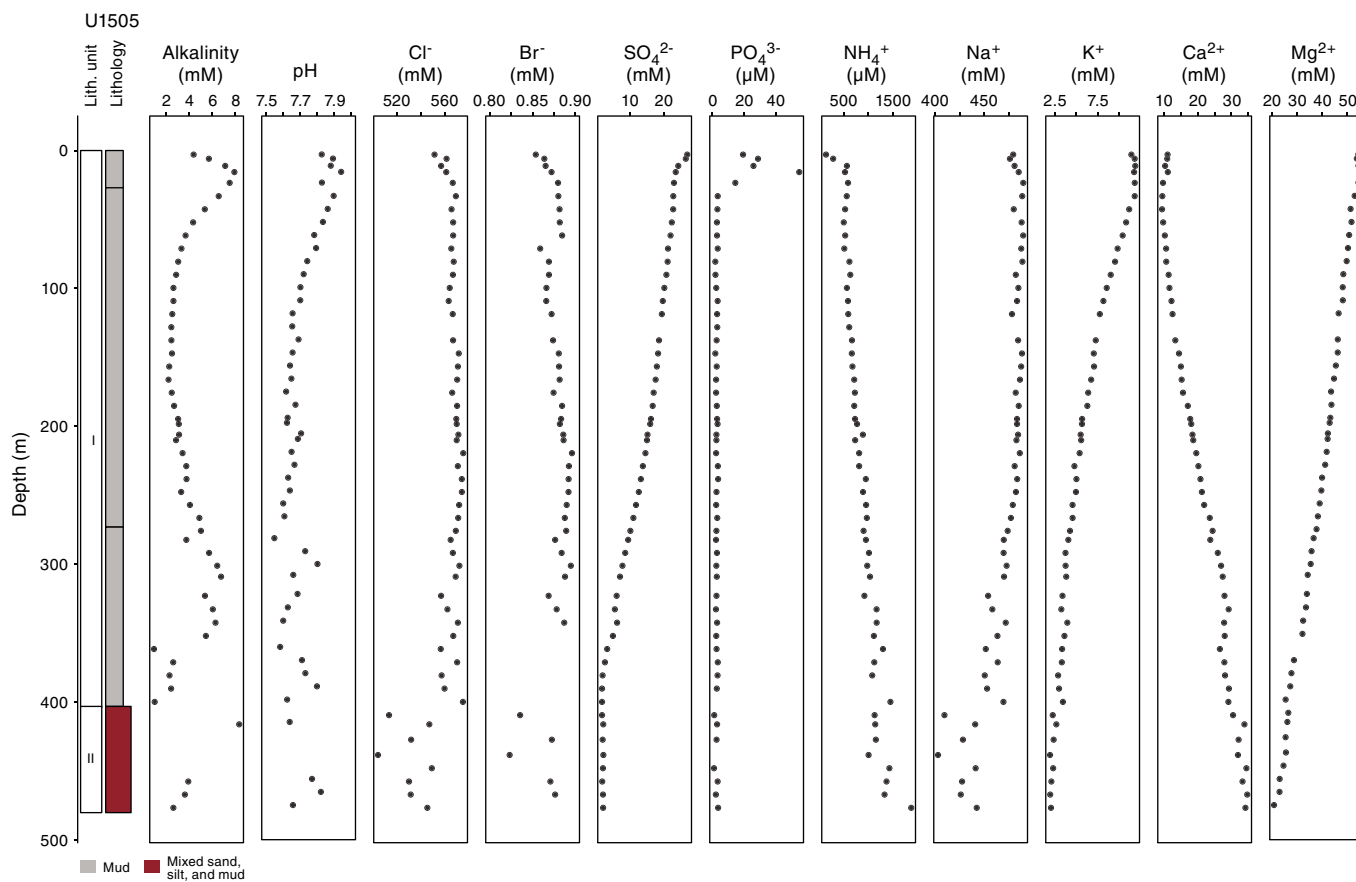 U1505
Lith. unit
Lithology
Alkalinity
(mM)
2 4 6 8
pH
7.5 7.7 7.9
Cl⁻
(mM)
520 560
Br⁻
(mM)
0.80 0.85 0.90
SO₄²⁻
(mM)
10 20
PO₄³⁻
(µM)
0 20 40
NH₄⁺
(µM)
500 1500
Na⁺
(mM)
400 450
K⁺
(mM)
2.5 7.5
Ca²⁺
(mM)
10 20 30
Mg²⁺
(mM)
20 30 40 50
Depth (m)
0
100
200
300
400
500
I
II
Mud
Mixed sand,
silt, and mud